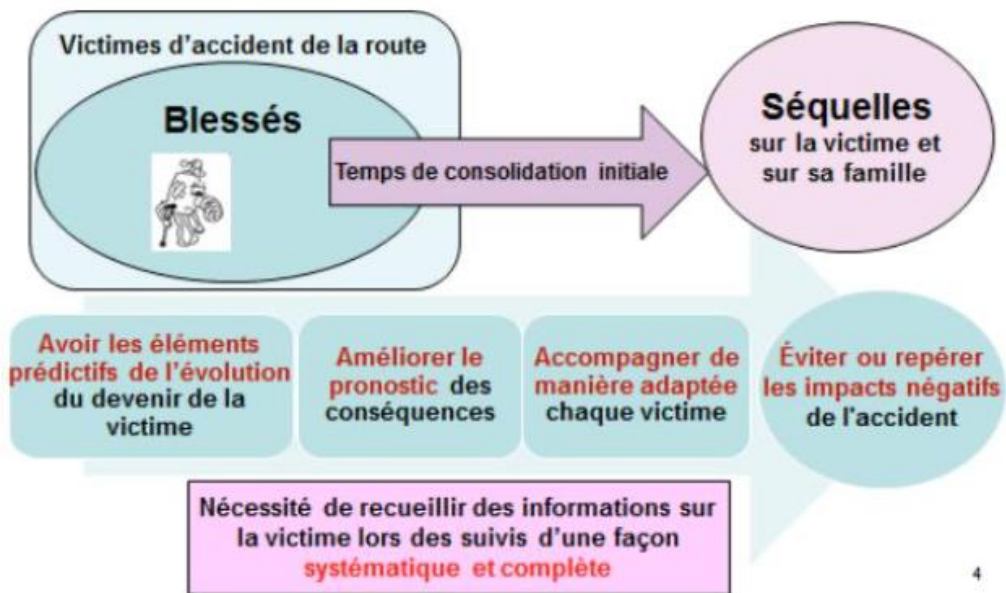 Victimes d'accident de la route
Blessés
Temps de consolidation initiale
Séquelles
sur la victime et
sur sa famille
Avoir les éléments
prédictifs de l'évolution
du devenir de la
victime
Améliorer le
pronostic des
conséquences
Accompagner de
manière adaptée
chaque victime
Éviter ou repérer
les impacts négatifs
de l'accident
Nécessité de recueillir des informations sur
la victime lors des suivis d'une façon
systématique et complète
4